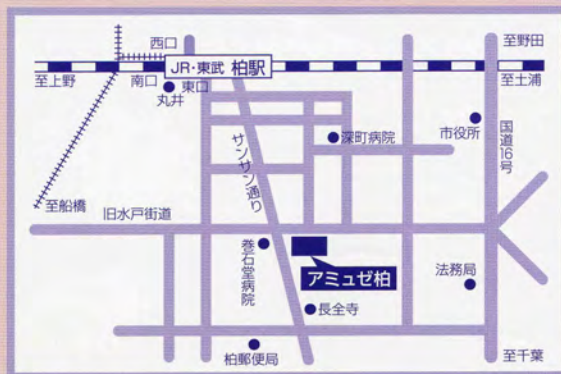 西口
至野田
JR・東武 柏駅
至上野
南口
東口
至土浦
丸井
市役所
深町病院
国道16号
サンサン通り
至船橋
旧水戸街道
巻石堂病院
アミュゼ柏
法務局
長全寺
柏郵便局
至千葉